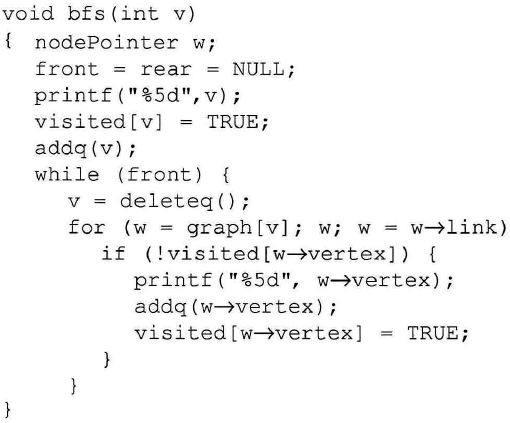 void bfs(int v)
{ nodePointer w;
front = rear = NULL;
printf("%5d",v);
visited[v] = TRUE;
addq(v);
while (front) {
v = deleteq();
for (w = graph[v]; w; w = w→link)
if (!visited[w→vertex]) {
printf("%5d", w→vertex);
addq(w→vertex);
visited[w→vertex] = TRUE;
}
}
}